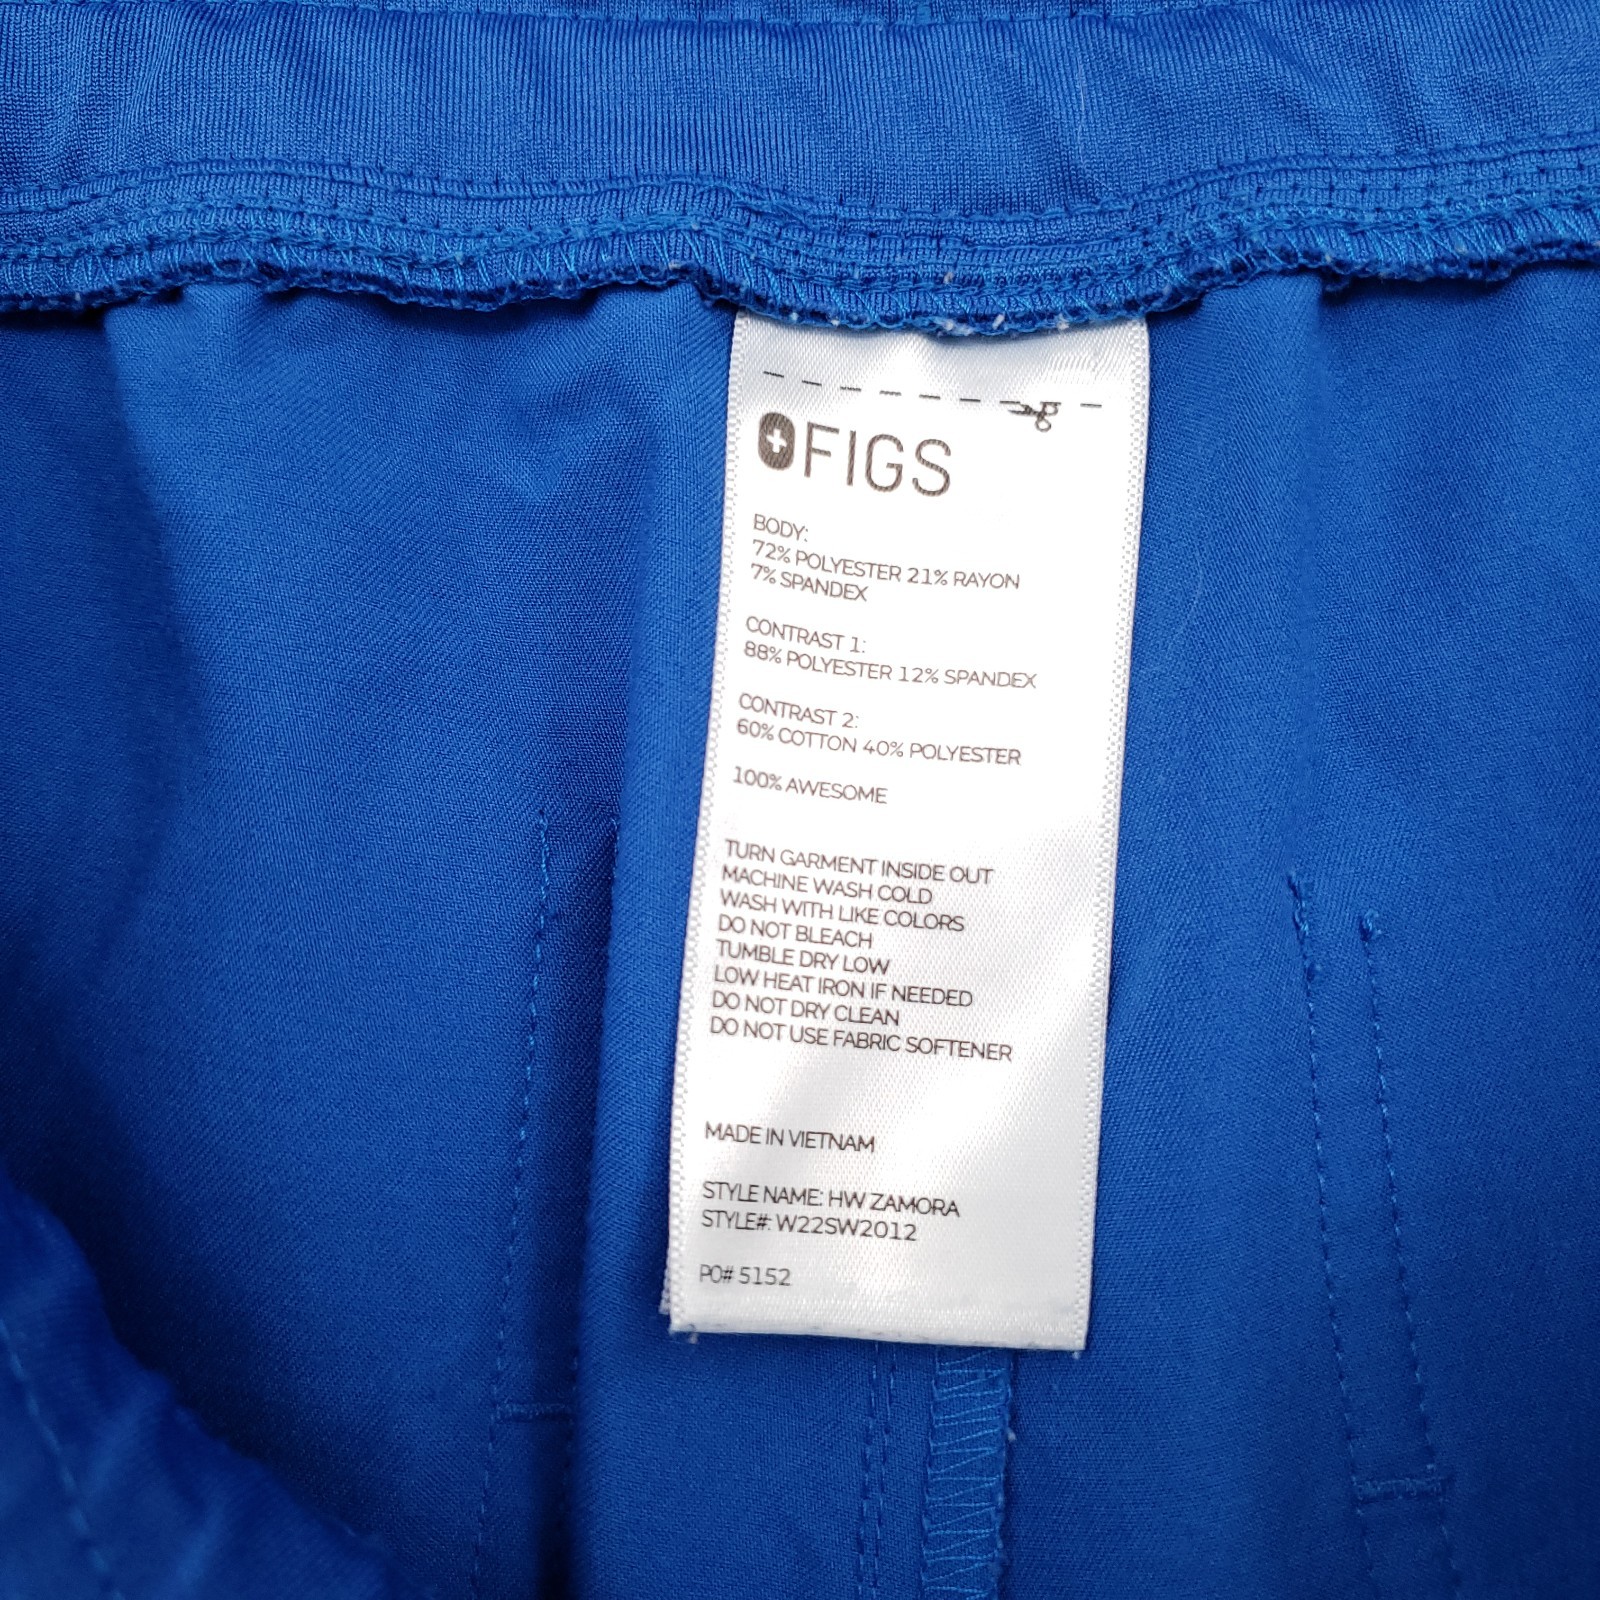 FIGS
BODY:
72% POLYESTER 21% RAYON
7% SPANDEX
CONTRAST 1:
88% POLYESTER 12% SPANDEX
CONTRAST 2:
60% COTTON 40% POLYESTER
100% AWESOME
TURN GARMENT INSIDE OUT
MACHINE WASH COLD
WASH WITH LIKE COLORS
DO NOT BLEACH
TUMBLE DRY LOW
LOW HEAT IRON IF NEEDED
DO NOT DRY CLEAN
DO NOT USE FABRIC SOFTENER
MADE IN VIETNAM
STYLE NAME: HW ZAMORA
STYLE#: W22SW2012
PO# 5152